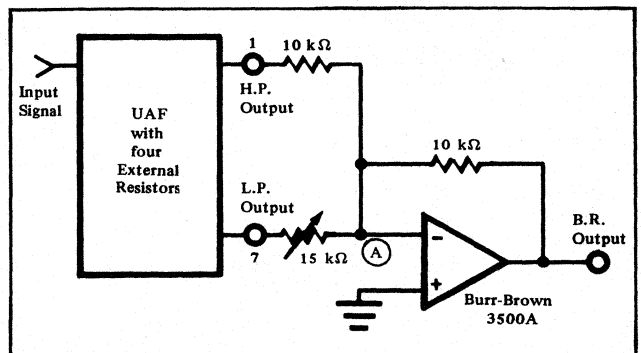 Input
Signal
UAF
with
four
External
Resistors
1
10 kΩ
H.P.
Output
L.P.
Output
7
15 kΩ
A
10 kΩ
−
+
Burr-Brown
3500A
B.R.
Output